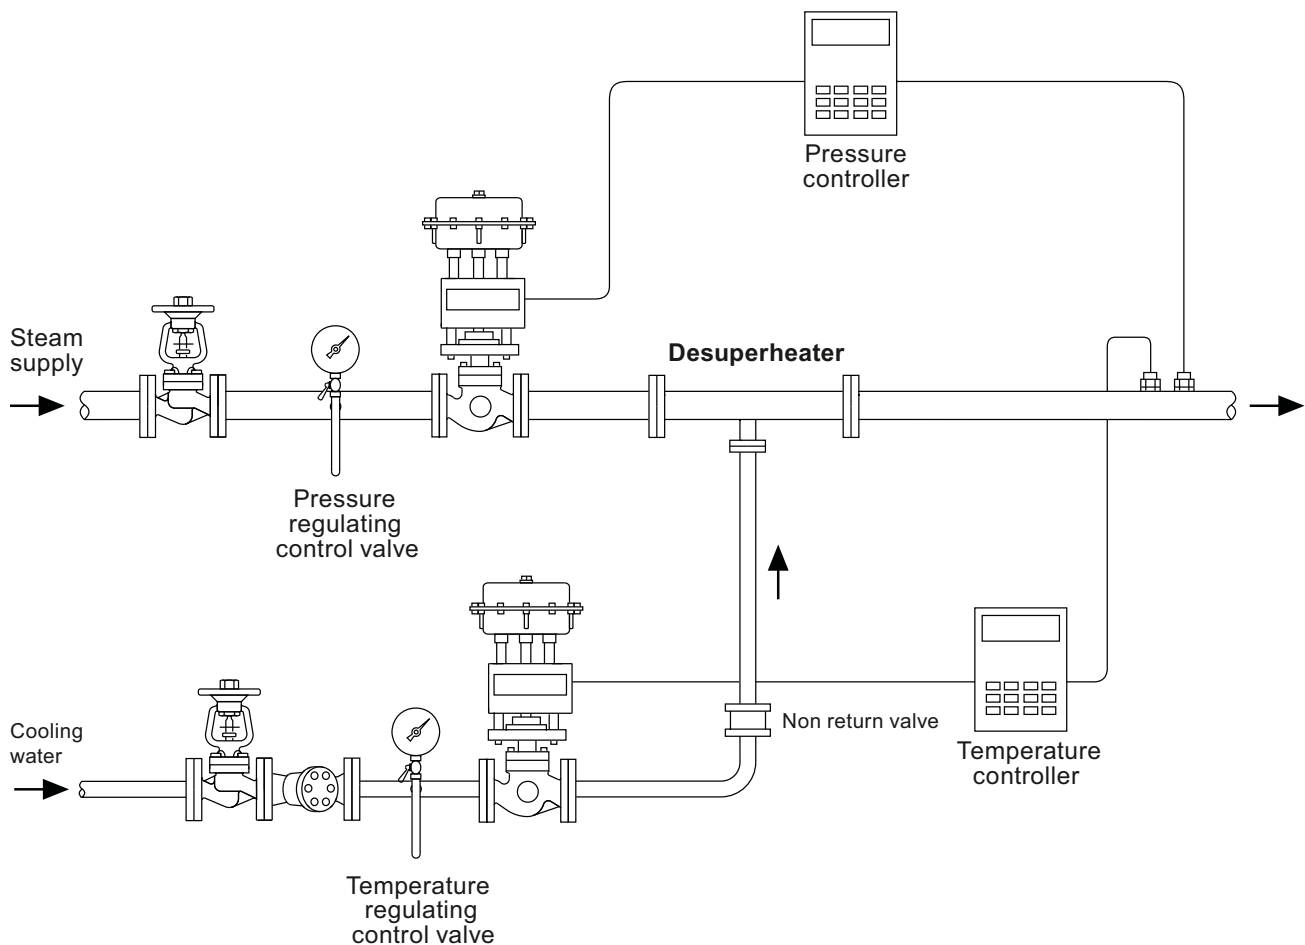 Pressure
controller
Steam
supply
Desuperheater
Pressure
regulating
control valve
Cooling
water
Non return valve
Temperature
controller
Temperature
regulating
control valve